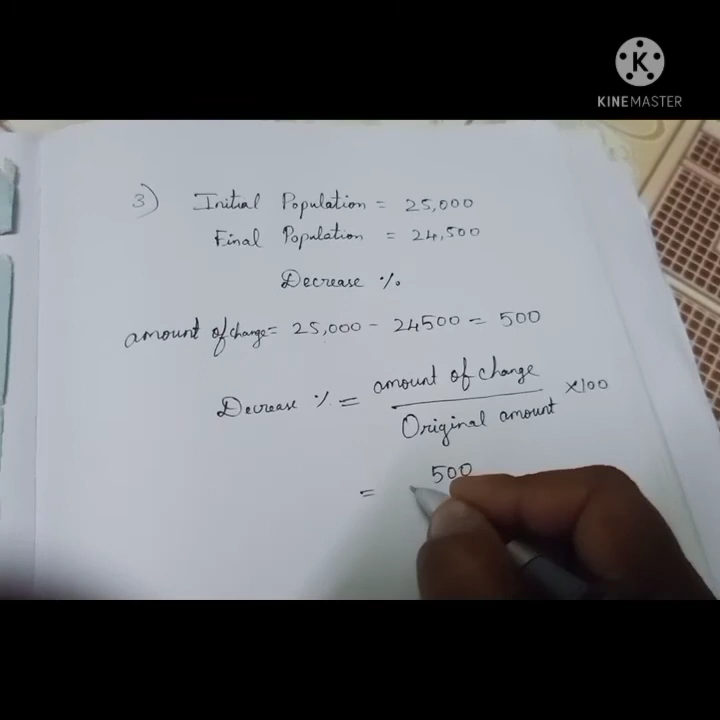 KINEMASTER
3) Initial Population = 25,000
Final Population = 24,500
Decrease %
amount of change = 25,000 - 24500 = 500
Decrease % = amount of change / Original amount ×100
= 500